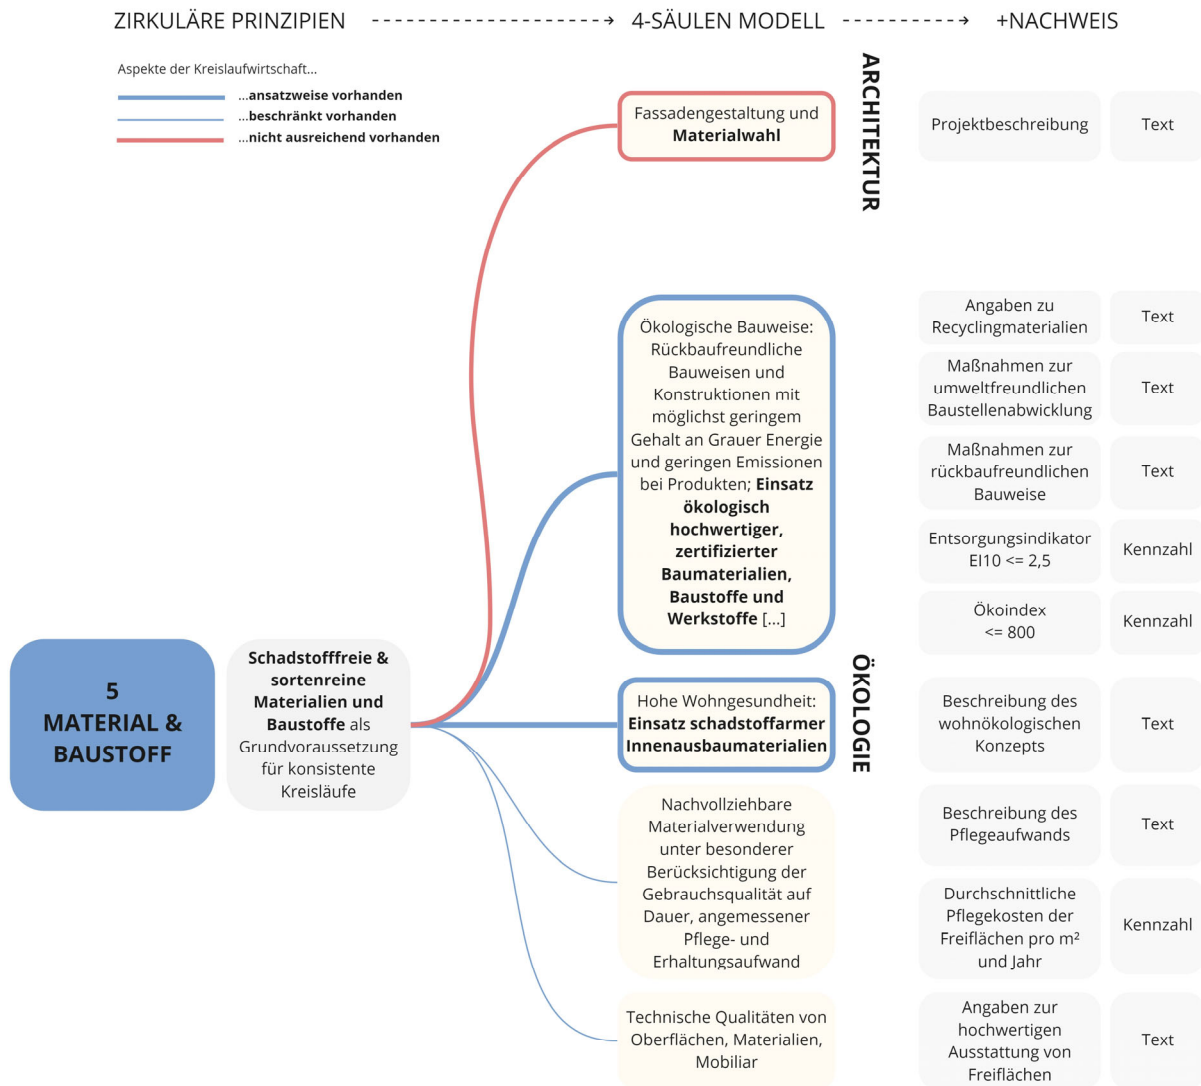 ZIRKULÄRE PRINZIPIEN
4-SÄULEN MODELL
+NACHWEIS
Aspekte der Kreislaufwirtschaft...
...ansatzweise vorhanden
...beschränkt vorhanden
...nicht ausreichend vorhanden
5
MATERIAL &
BAUSTOFF
Schadstofffreie &
sortenreine
Materialien und
Baustoffe als
Grundvoraussetzung
für konsistente
Kreisläufe
ARCHITEKTUR
Fassadengestaltung und
Materialwahl
Projektbeschreibung
Text
ÖKOLOGIE
Ökologische Bauweise:
Rückbaufreundliche
Bauweisen und
Konstruktionen mit
möglichst geringem
Gehalt an Grauer Energie
und geringen Emissionen
bei Produkten; Einsatz
ökologisch
hochwertiger,
zertifizierter
Baumaterialien,
Baustoffe und
Werkstoffe [...]
Angaben zu
Recyclingmaterialien
Text
Maßnahmen zur
umweltfreundlichen
Baustellenabwicklung
Text
Maßnahmen zur
rückbaufreundlichen
Bauweise
Text
Entsorgungsindikator
EI10 <= 2,5
Kennzahl
Ökoindex
<= 800
Kennzahl
Hohe Wohngesundheit:
Einsatz schadstoffarmer
Innenausbaumaterialien
Beschreibung des
wohnökologischen
Konzepts
Text
Nachvollziehbare
Materialverwendung
unter besonderer
Berücksichtigung der
Gebrauchsqualität auf
Dauer, angemessener
Pflege- und
Erhaltungsaufwand
Beschreibung des
Pflegeaufwands
Text
Durchschnittliche
Pflegekosten der
Freiflächen pro m²
und Jahr
Kennzahl
Technische Qualitäten von
Oberflächen, Materialien,
Mobiliar
Angaben zur
hochwertigen
Ausstattung von
Freiflächen
Text